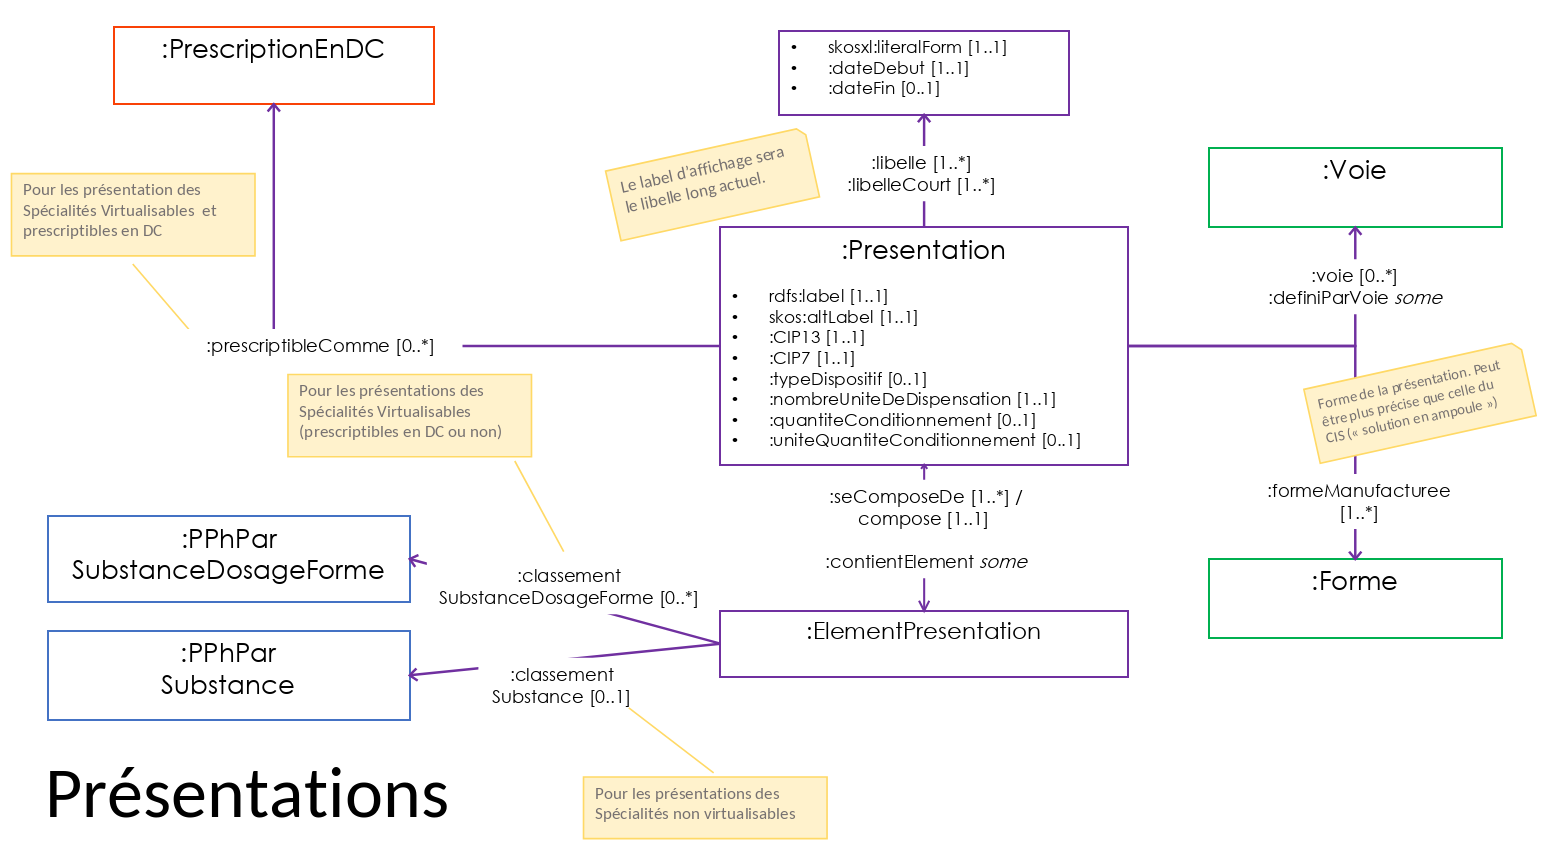 :PrescriptionEnDC
• skosxl:literalForm [1..1]
• :dateDebut [1..1]
• :dateFin [0..1]
Le label d'affichage sera
le libelle long actuel.
:libelle [1..*]
:libelleCourt [1..*]
:Voie
Pour les présentation des
Spécialités Virtualisables et
prescriptibles en DC
:Presentation
• rdfs:label [1..1]
• skos:altLabel [1..1]
• :CIP13 [1..1]
• :CIP7 [1..1]
• :typeDispositif [0..1]
• :nombreUniteDeDispensation [1..1]
• :quantiteConditionnement [0..1]
• :uniteQuantiteConditionnement [0..1]
:voie [0..*]
:definiParVoie some
:prescriptibleComme [0..*]
Pour les présentations des
Spécialités Virtualisables
(prescriptibles en DC ou non)
Forme de la présentation. Peut
être plus précise que celle du
CIS (« solution en ampoule »)
:seComposeDe [1..*] /
compose [1..1]
:contientElement some
:formeManufacturee
[1..*]
:PPhPar
SubstanceDosageForme
:classement
SubstanceDosageForme [0..*]
:Forme
:ElementPresentation
:PPhPar
Substance
:classement
Substance [0..1]
Présentations
Pour les présentations des
Spécialités non virtualisables